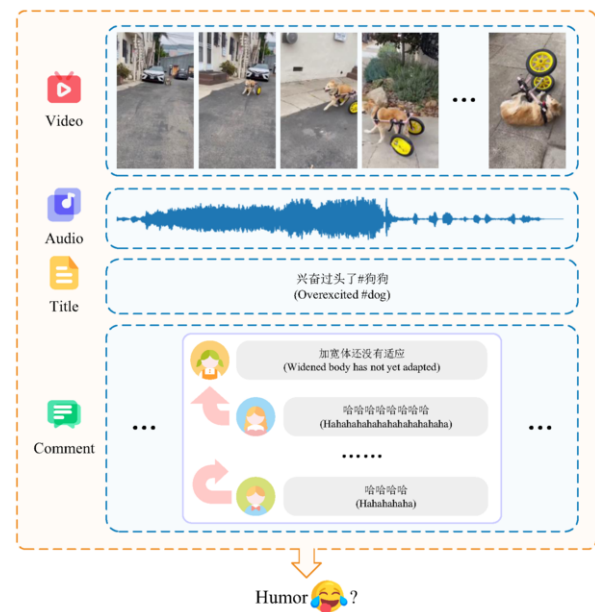 Video
Audio
Title
兴奋过头了#狗狗
(Overexcited #dog)
Comment
加宽体还没有适应
(Widened body has not yet adapted)
哈哈哈哈哈哈哈哈
(Hahahahahahahahahahahaha)
……
哈哈哈哈
(Hahahahaha)
...
...
...
Humor 😂?